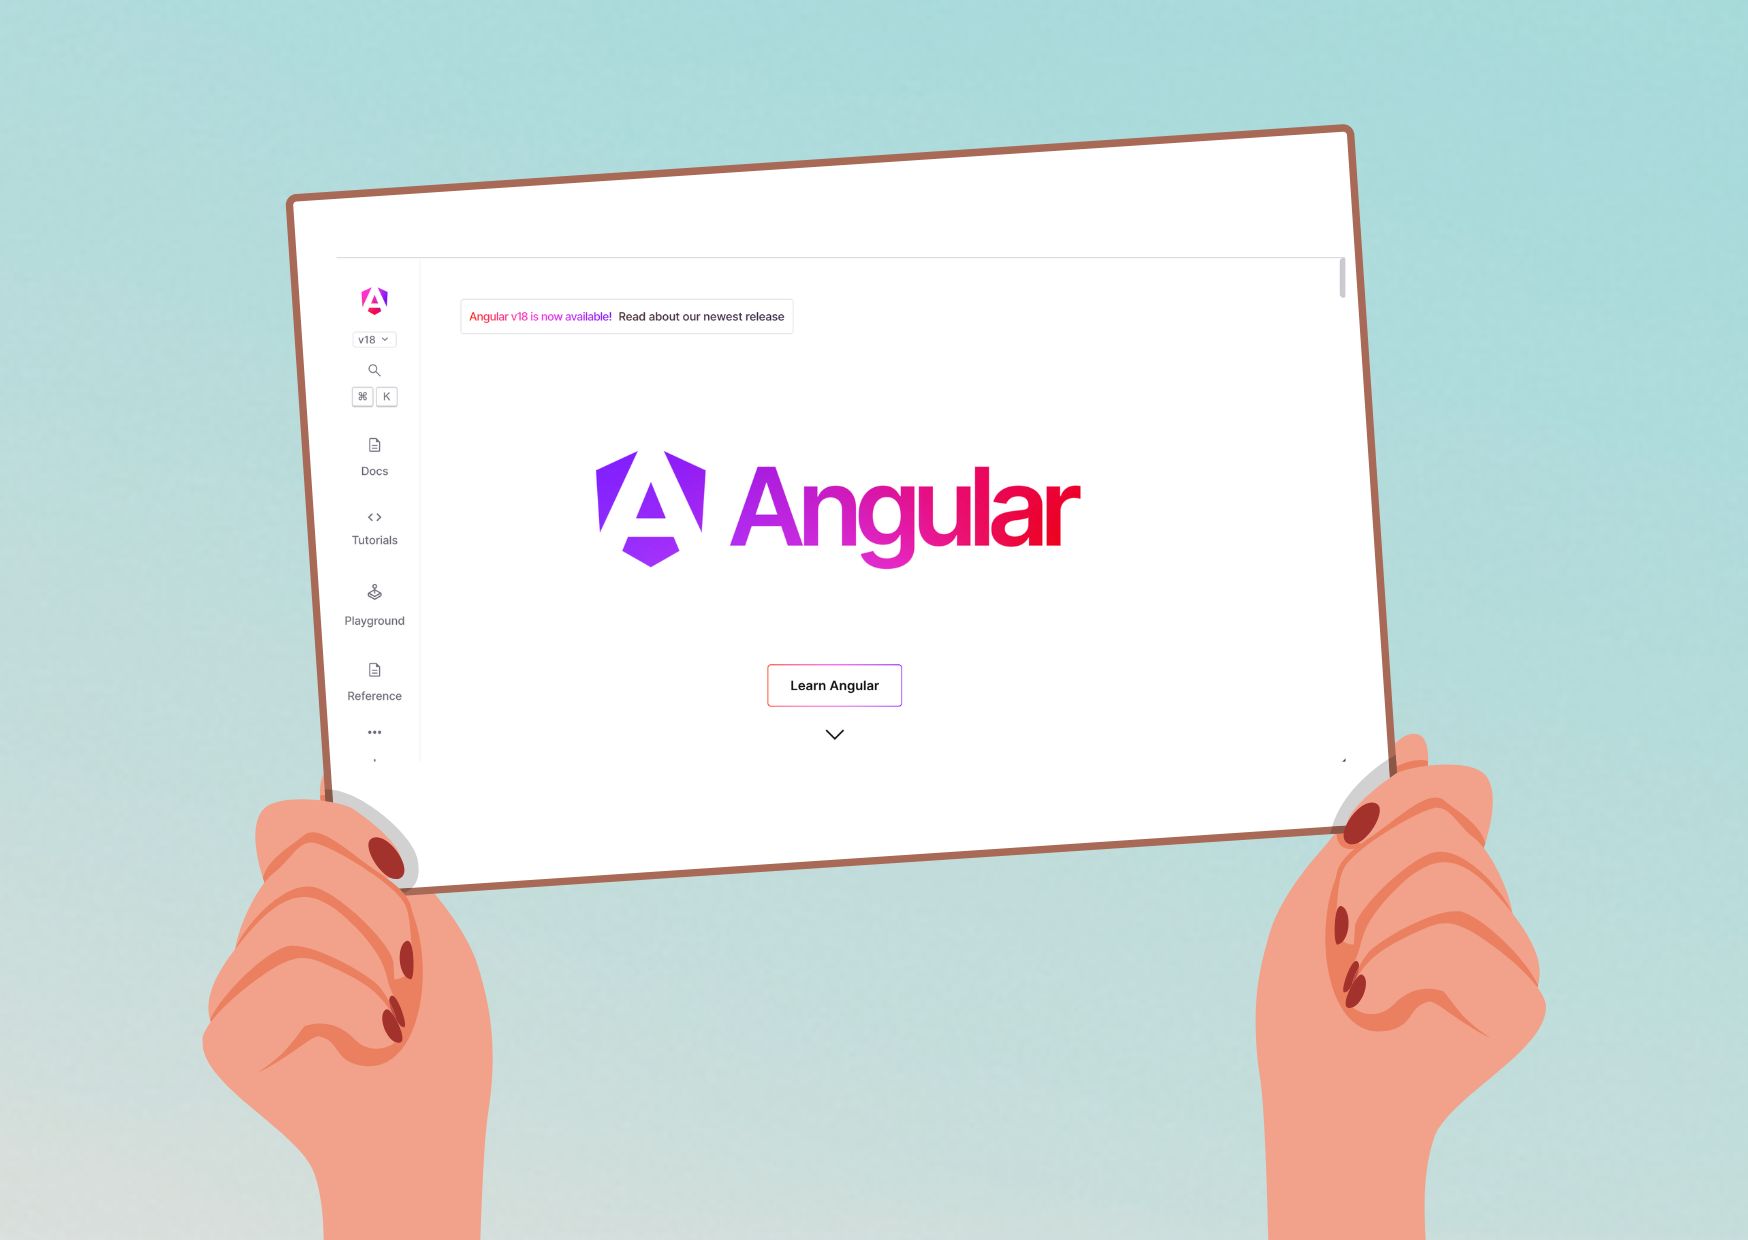 Angular v18 is now available! Read about our newest release
v18
⌘ K
Docs
Tutorials
Playground
Reference
Angular
Learn Angular